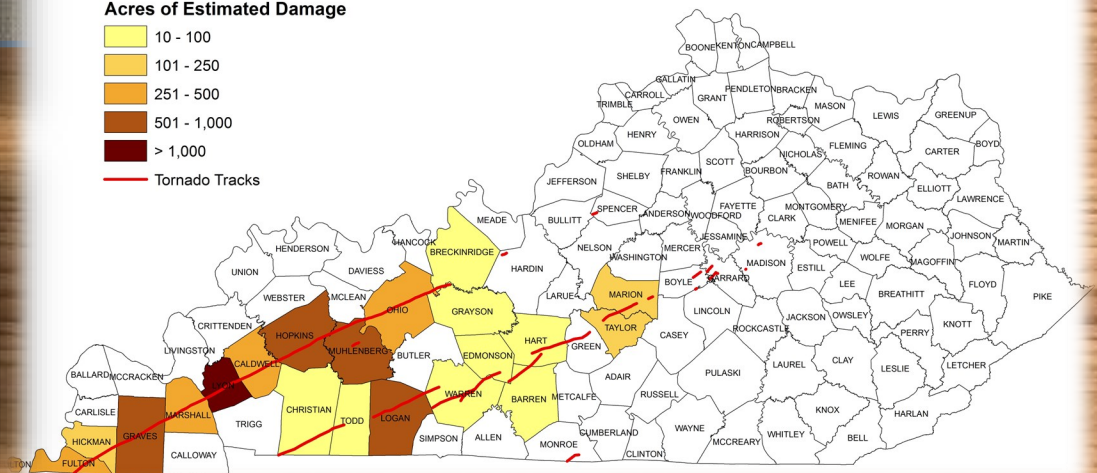 Acres of Estimated Damage
10 - 100
101 - 250
251 - 500
501 - 1,000
> 1,000
Tornado Tracks
BOONE KENTON CAMPBELL
GALLATIN
CARROLL GRANT PENDLETON BRACKEN
TRIMBLE OWEN ROBERTSON MASON LEWIS GREENUP
HENRY HARRISON
OLDHAM NICHOLAS FLEMING CARTER BOYD
JEFFERSON SHELBY FRANKLIN SCOTT BOURBON BATH ROWAN ELLIOTT
LAWRENCE
MEADE BULLITT SPENCER ANDERSON WOODFORD FAYETTE CLARK MONTGOMERY MENIFEE MORGAN
HENDERSON HANCOCK BRECKINRIDGE NELSON WASHINGTON MERCER JESSAMINE MADISON POWELL WOLFE MAGOFFIN JOHNSON MARTIN
UNION DAVIESS HARDIN BOYLE GARRARD ESTILL LEE BREATHITT FLOYD PIKE
WEBSTER MCLEAN OHIO GRAYSON LARUE MARION LINCOLN ROCKCASTLE JACKSON OWSLEY PERRY KNOTT
CRITTENDEN HOPKINS MUHLENBERG BUTLER EDMONSON HART GREEN TAYLOR CASEY
LIVINGSTON CALDWELL PULASKI LAUREL CLAY LESLIE LETCHER
BALLARD MCCRACKEN LYON WARREN BARREN METCALFE ADAIR RUSSELL
CARLISLE GRAVES MARSHALL TRIGG CHRISTIAN TODD LOGAN SIMPSON ALLEN MONROE CUMBERLAND WAYNE MCCREARY WHITLEY KNOX BELL HARLAN
HICKMAN CALLOWAY CLINTON
TON FULTON